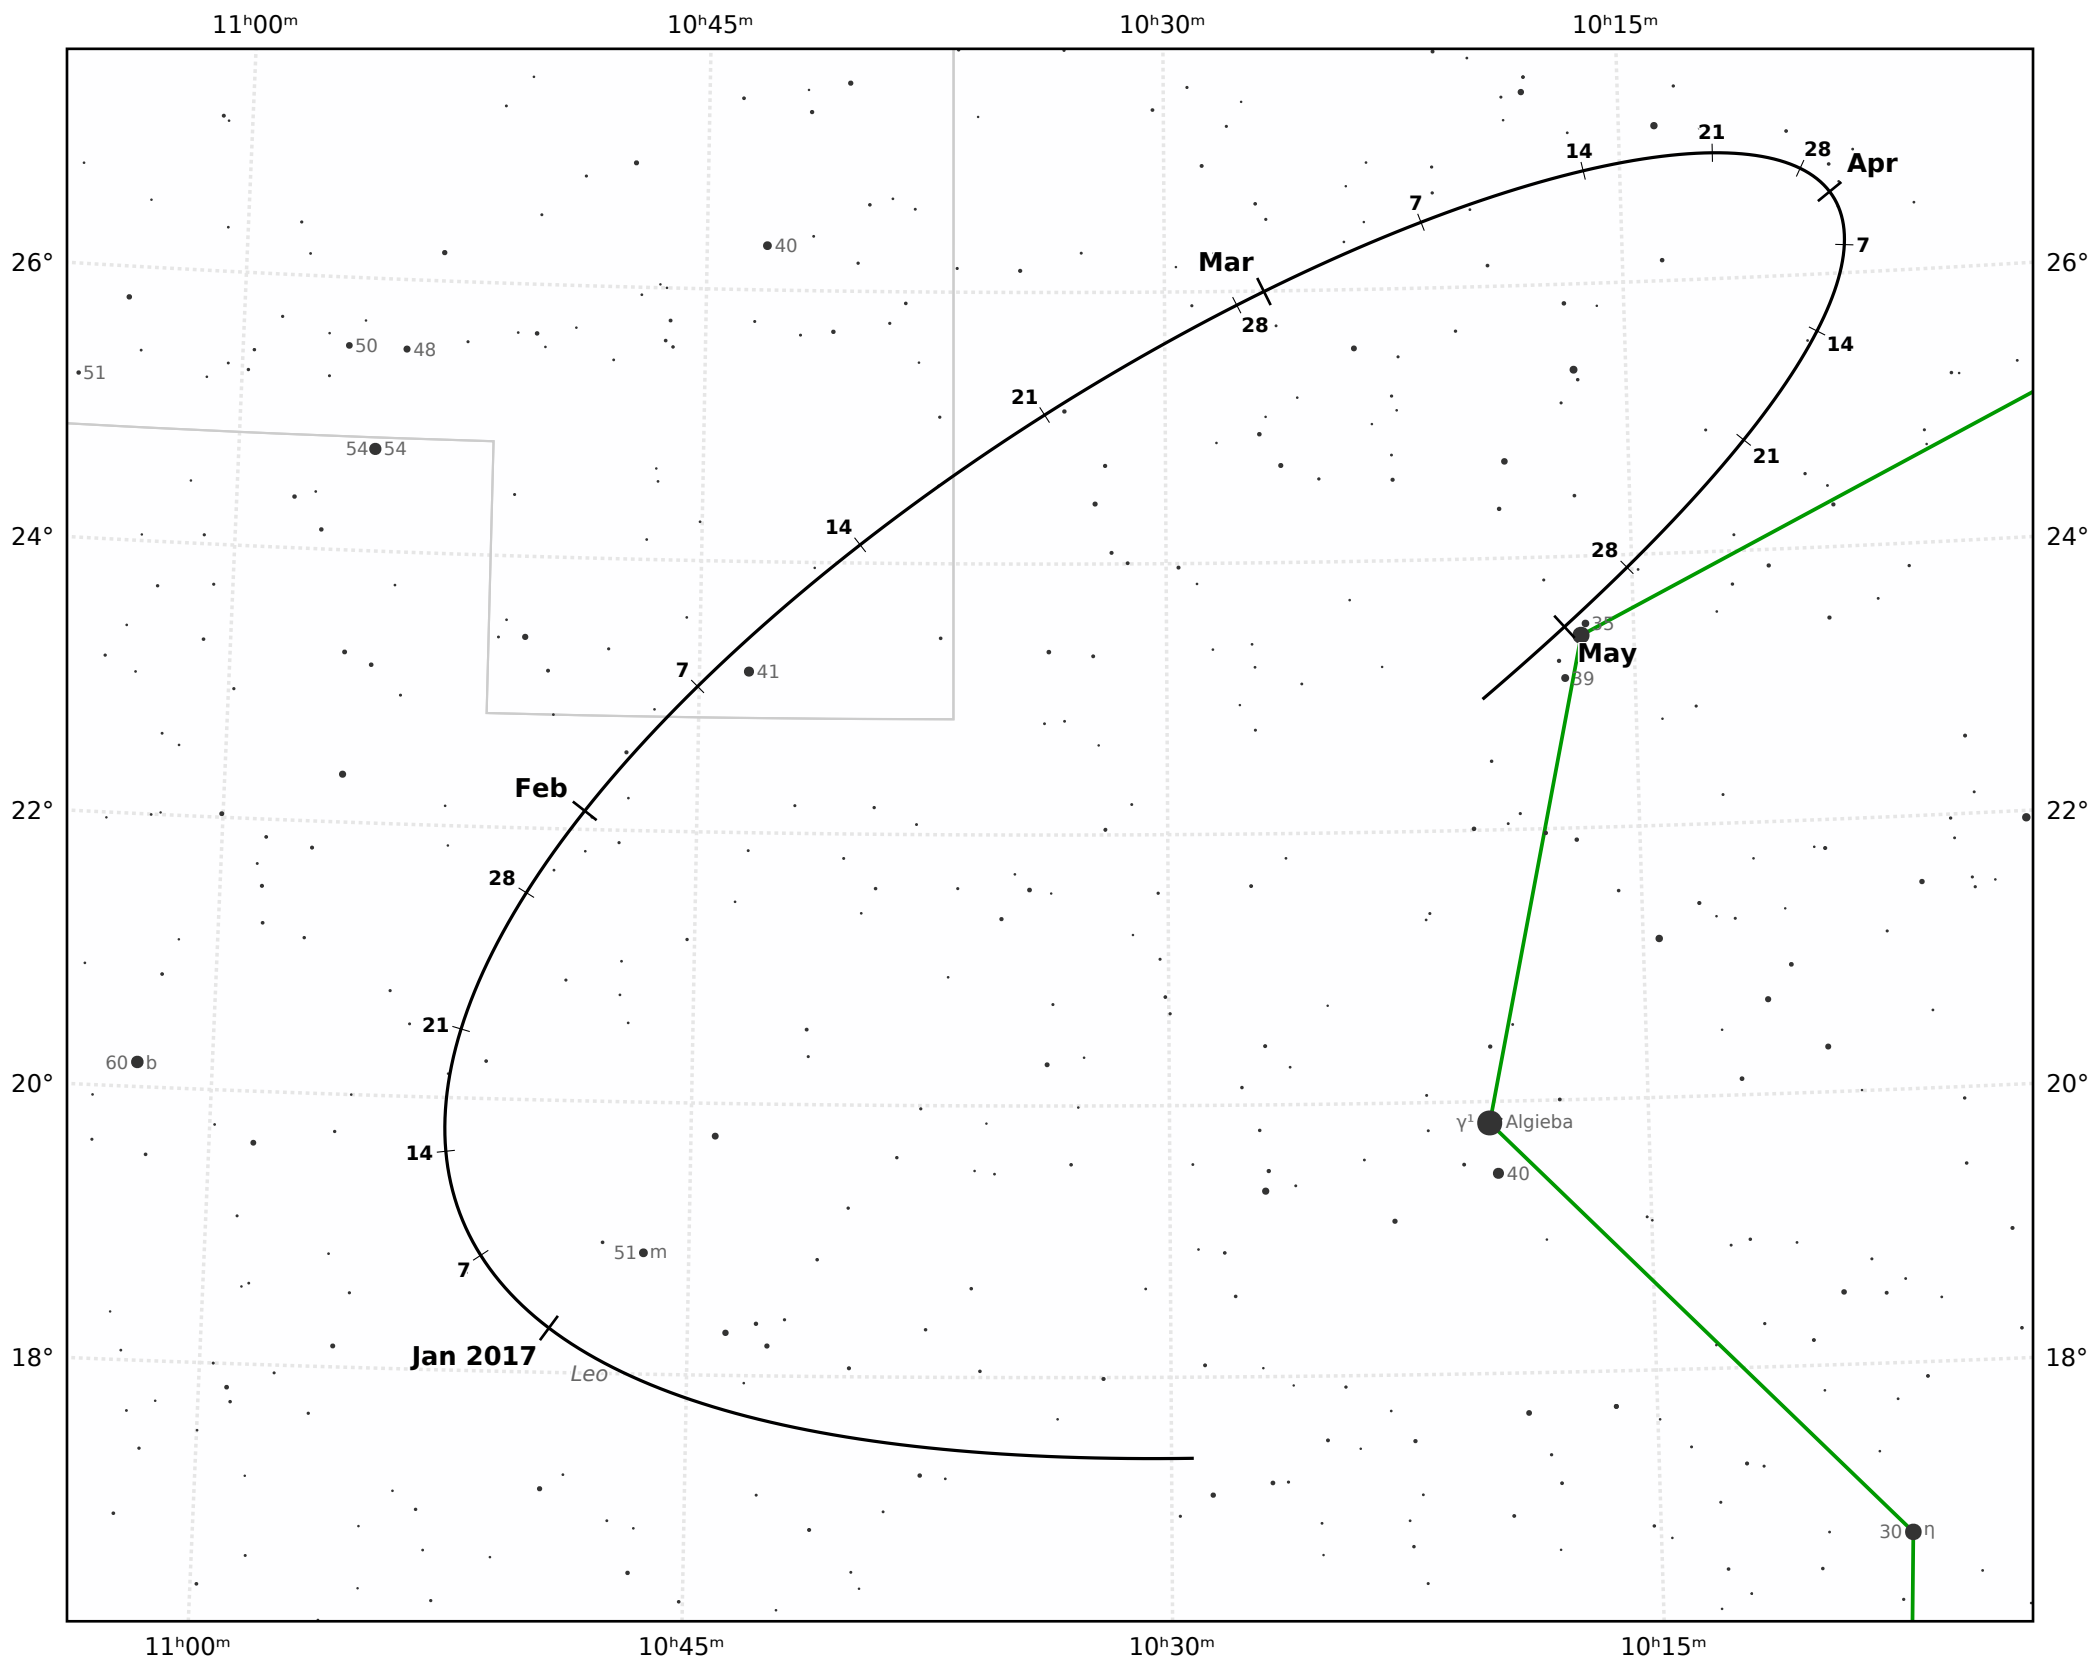 11ʰ00ᵐ 10ʰ45ᵐ 10ʰ30ᵐ 10ʰ15ᵐ
21
14 28 Apr
7
40 7
26° Mar 26°
28
50 48 14
51
21
54 54 21
14
24° 28 24°
35
May
7 41 39
Feb
22° 22°
28
21
60 b
20° 20°
γ¹ Algieba
14
40
51 m
7
Jan 2017
18° 18°
Leo
30 η
11ʰ00ᵐ 10ʰ45ᵐ 10ʰ30ᵐ 10ʰ15ᵐ